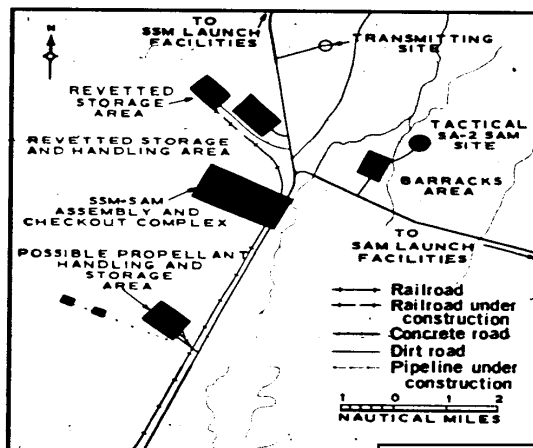 TO
SSM LAUNCH
FACILITIES
N
TRANSMITTING
SITE
REVETTED
STORAGE
AREA
TACTICAL
SA-2 SAM
SITE
REVETTED STORAGE
AND HANDLING AREA
BARRACKS
AREA
SSM-SAM
ASSEMBLY AND
CHECKOUT COMPLEX
TO
SAM LAUNCH
FACILITIES
POSSIBLE PROPELLANT
HANDLING AND
STORAGE
AREA
Railroad
Railroad under
construction
Concrete road
Dirt road
Pipeline under
construction
1 0 1 2
NAUTICAL MILES